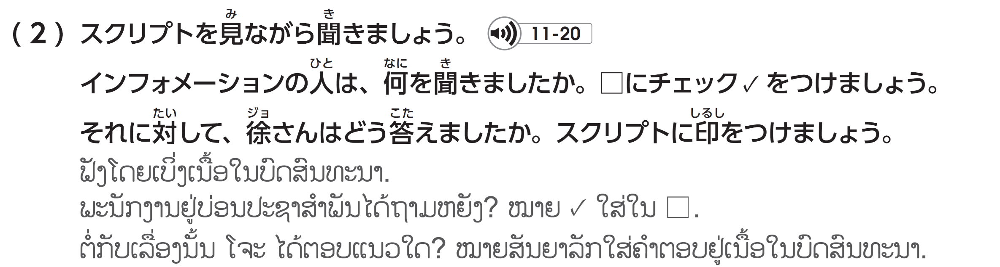 (2) スクリプトを見ながら聞きましょう。 11-20
インフォメーションの人は、何を聞きましたか。□にチェック✓をつけましょう。
それに対して、徐さんはどう答えましたか。スクリプトに印をつけましょう。
ຟັງໂດຍເບິ່ງເນື້ອໃນບົດສົນທະນາ.
ພະນັກງານຢູ່ບ່ອນປະຊາສຳພັນໄດ້ຖາມຫຍັງ? ໝາຍ ✓ ໃສ່ໃນ □.
ຕໍ່ກັບເລື່ອງນັ້ນ ໂຈະ ໄດ້ຕອບແນວໃດ? ໝາຍສັນຍາລັກໃສ່ຄຳຕອບຢູ່ເນື້ອໃນບົດສົນທະນາ.